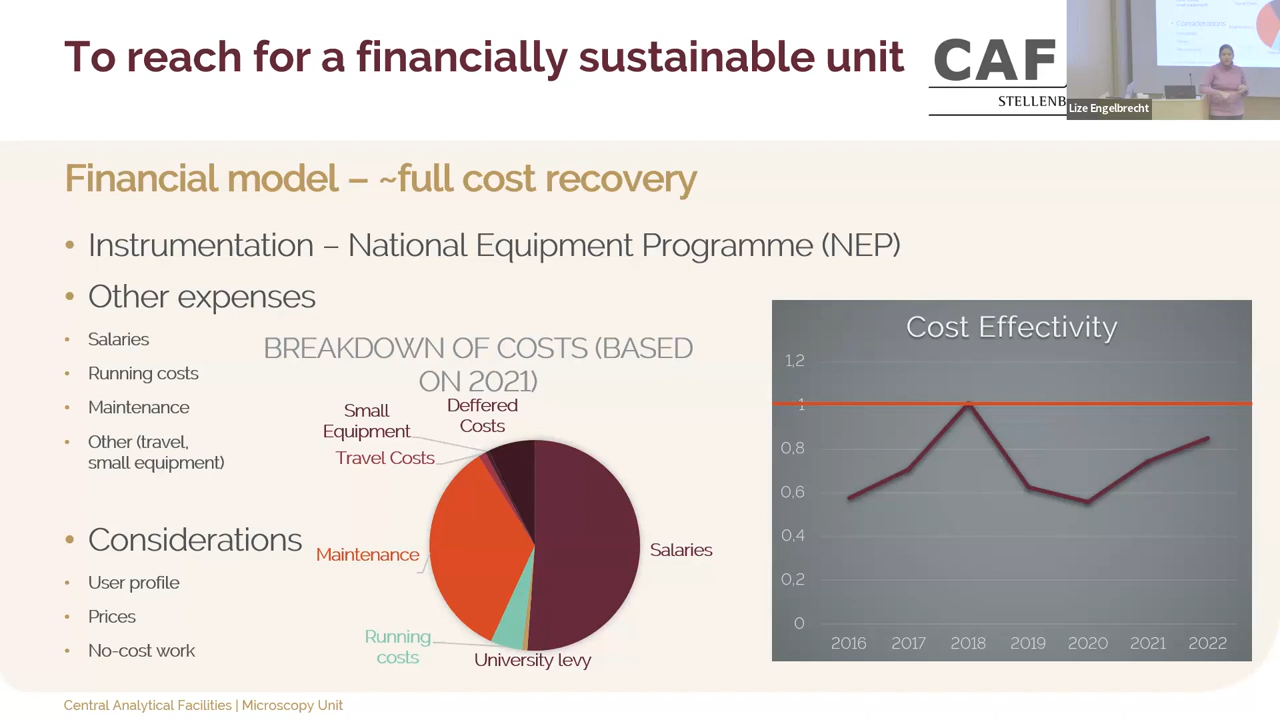 To reach for a financially sustainable unit
CAF
STELLENB
Lize Engelbrecht
Financial model – ~full cost recovery
• Instrumentation – National Equipment Programme (NEP)
• Other expenses
• Salaries
• Running costs
• Maintenance
• Other (travel,
small equipment)
• Considerations
• User profile
• Prices
• No-cost work
BREAKDOWN OF COSTS (BASED
ON 2021)
Small
Equipment
Deffered
Costs
Travel Costs
Maintenance
Salaries
Running
costs
University levy
Cost Effectivity
1,2
1
0,8
0,6
0,4
0,2
0
2016 2017 2018 2019 2020 2021 2022
Central Analytical Facilities | Microscopy Unit